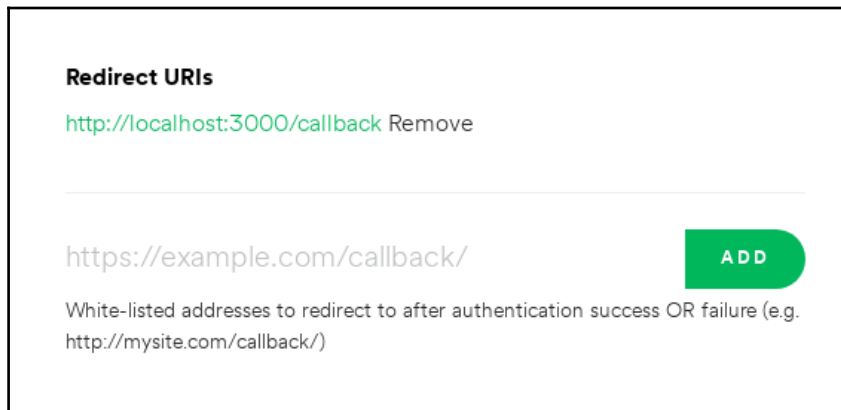 Redirect URIs
http://localhost:3000/callback Remove
https://example.com/callback/
ADD
White-listed addresses to redirect to after authentication success OR failure (e.g.
http://mysite.com/callback/)